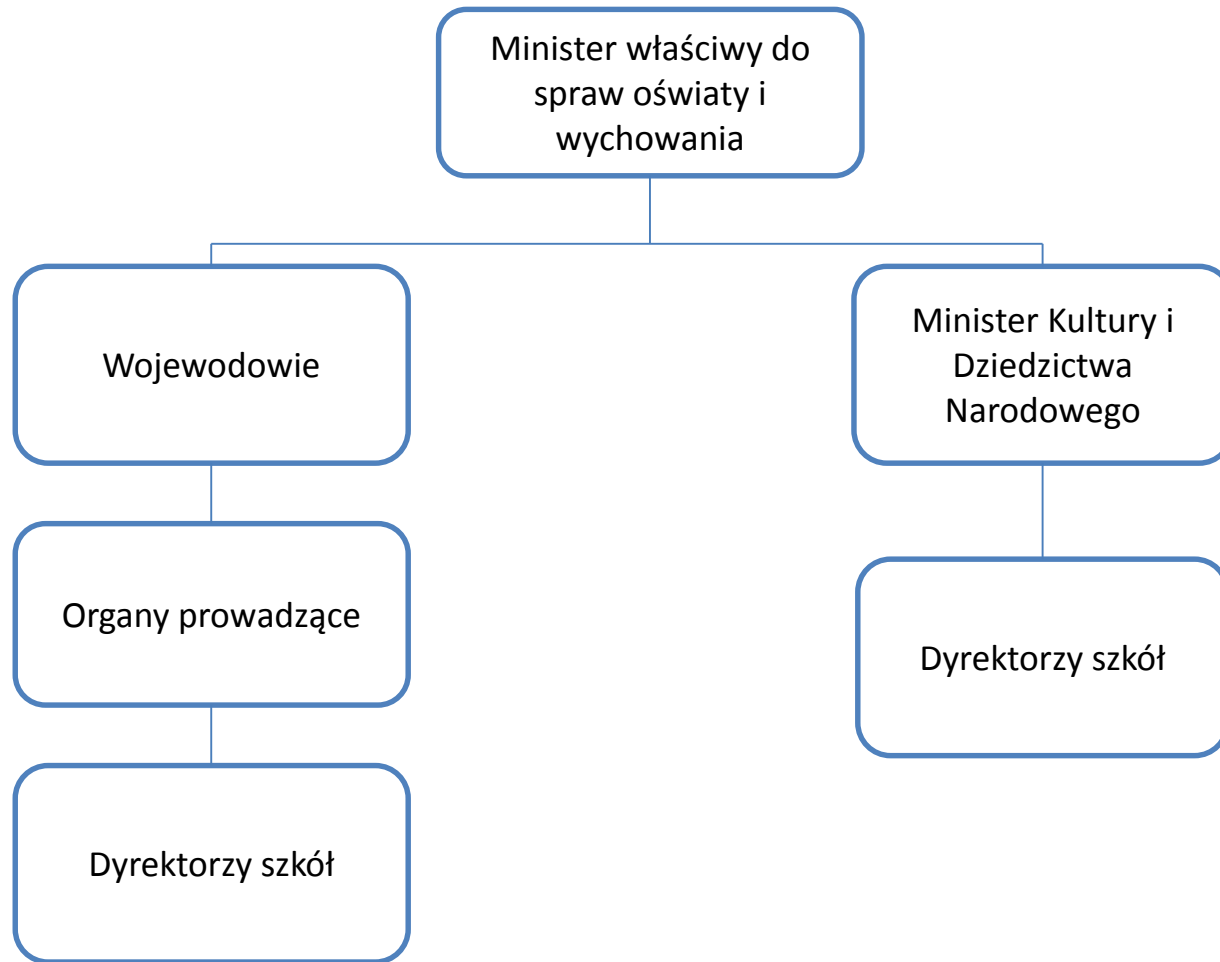 Minister właściwy do
spraw oświaty i
wychowania
Wojewodowie
Minister Kultury i
Dziedzictwa
Narodowego
Organy prowadzące
Dyrektorzy szkół
Dyrektorzy szkół